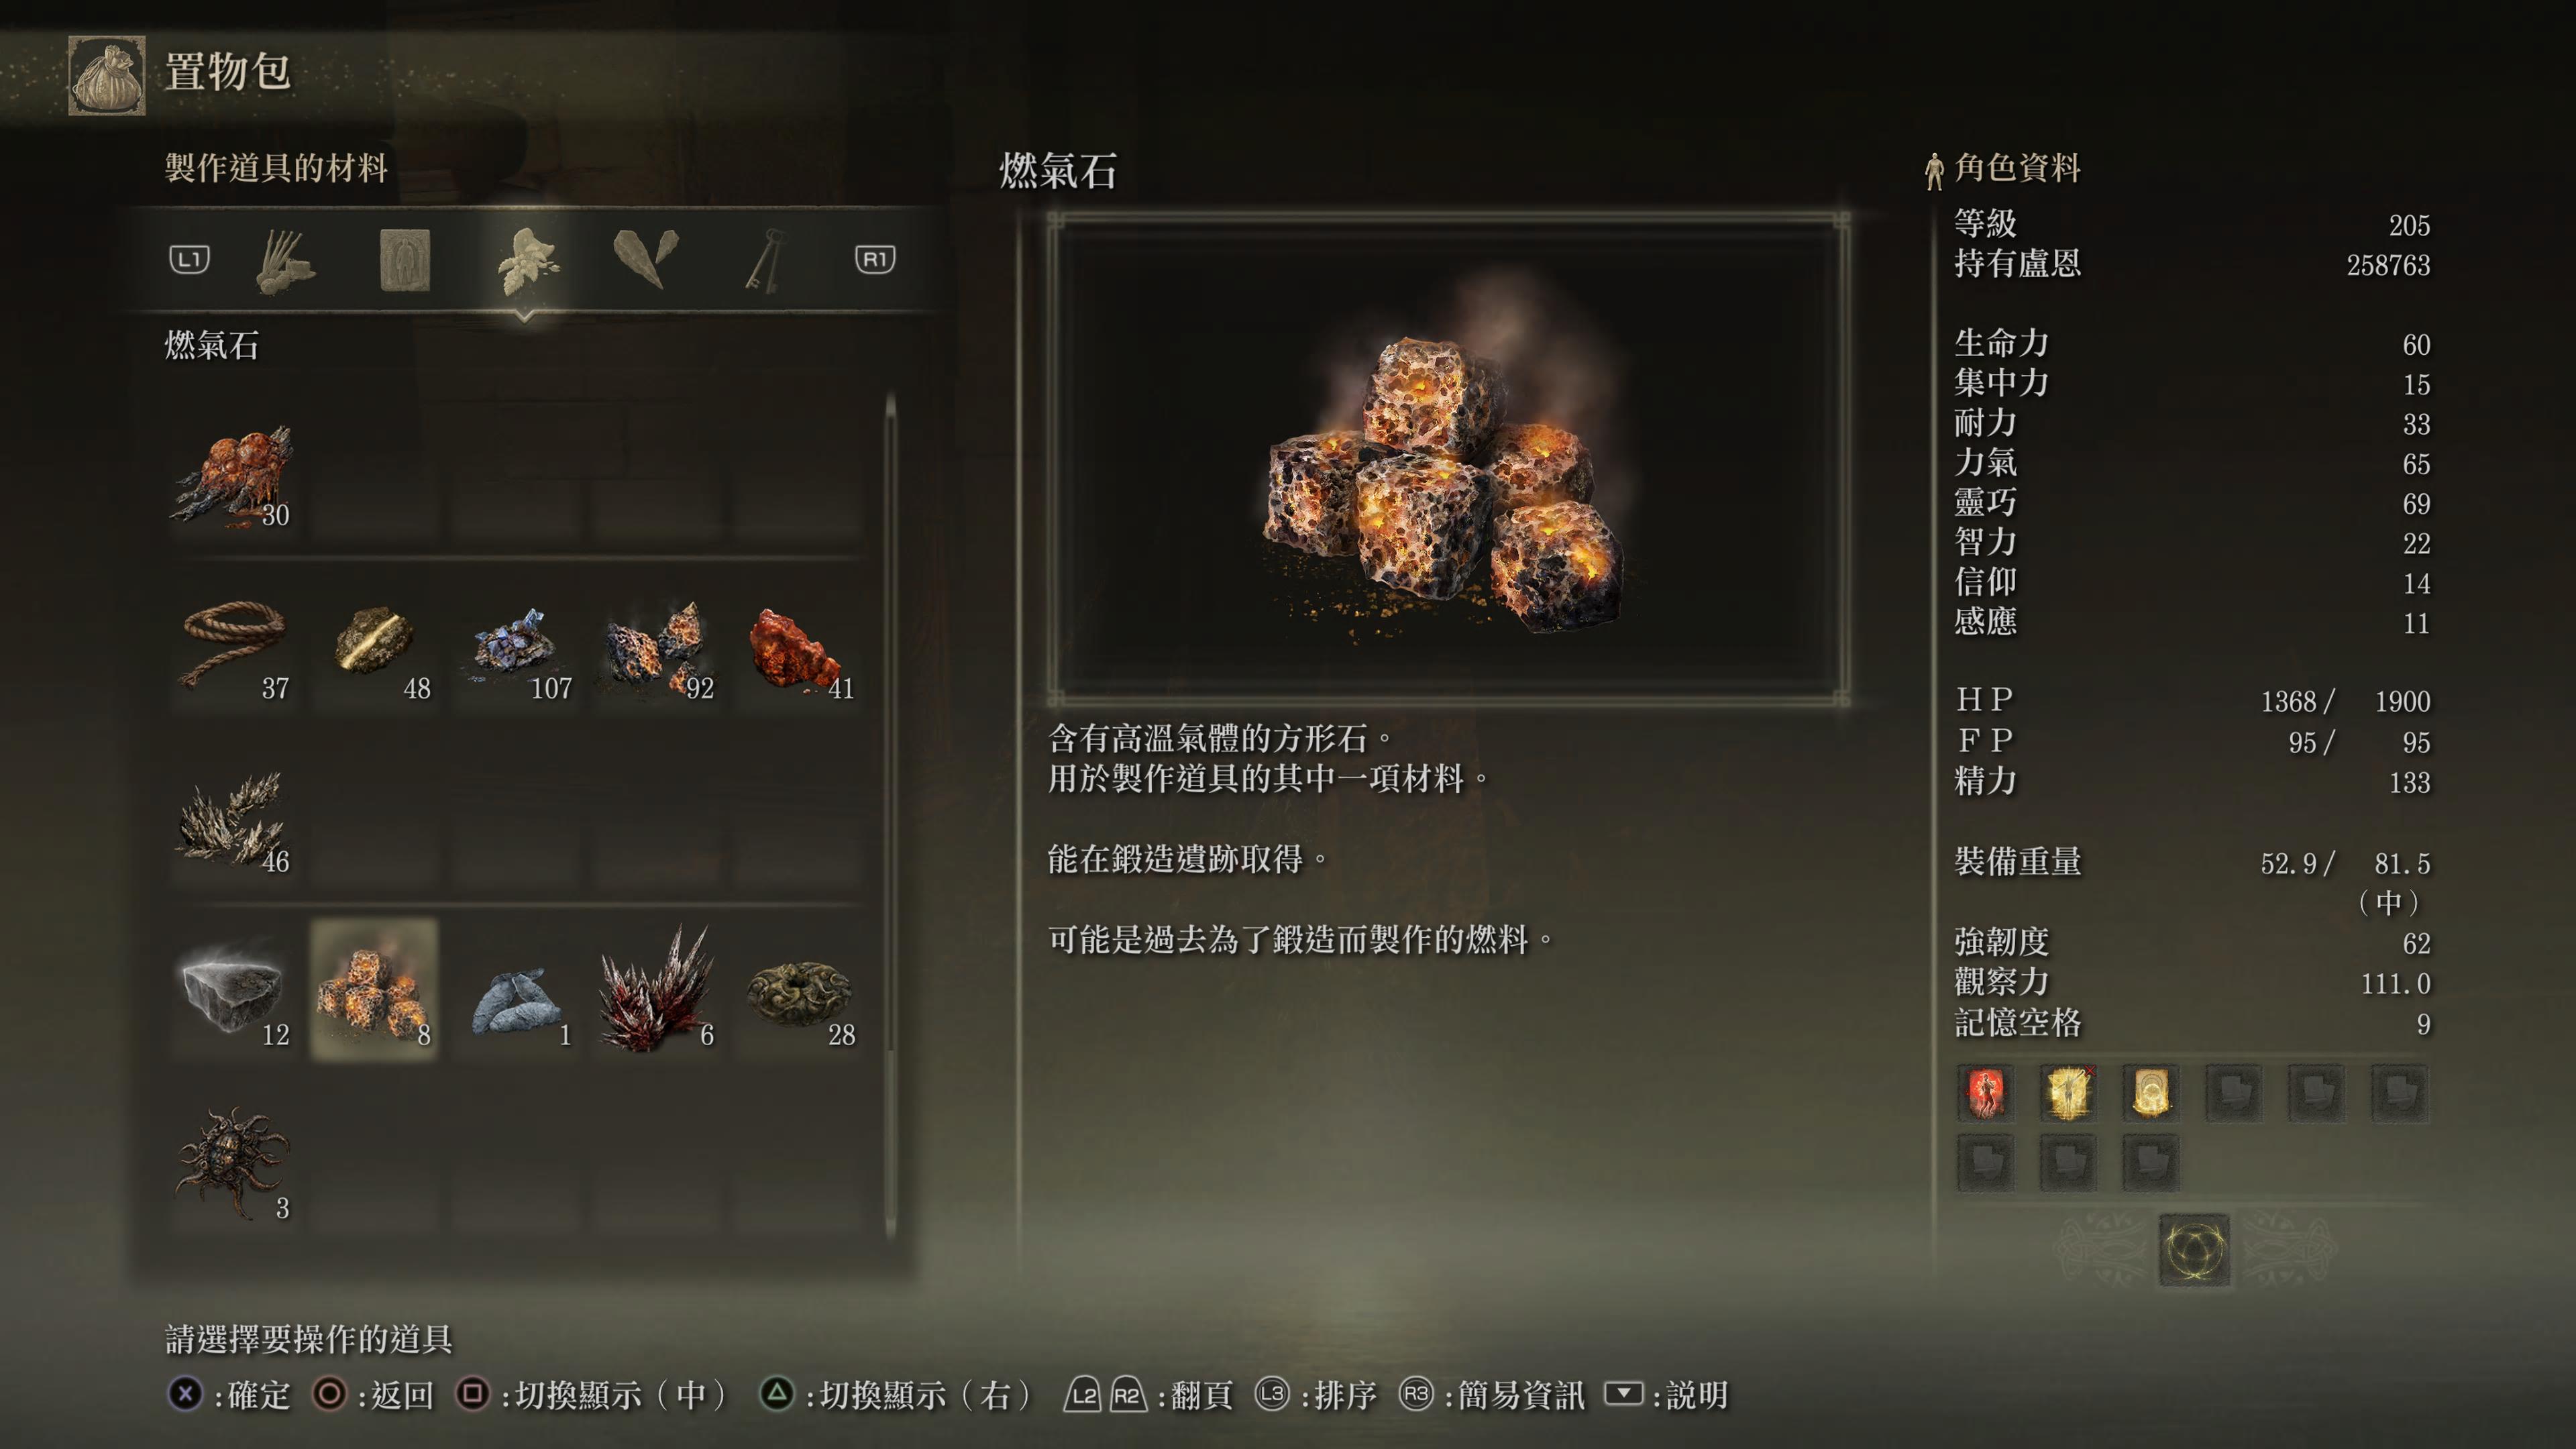 置物包
製作道具的材料
L1
R1
燃氣石
30
37
48
107
92
41
46
12
8
1
6
28
3
燃氣石
含有高溫氣體的方形石。
用於製作道具的其中一項材料。
能在鍛造遺跡取得。
可能是過去為了鍛造而製作的燃料。
角色資料
等級 205
持有盧恩 258763
生命力 60
集中力 15
耐力 33
力氣 65
靈巧 69
智力 22
信仰 14
感應 11
ＨＰ 1368/ 1900
ＦＰ 95/ 95
精力 133
裝備重量 52.9/ 81.5
（中）
強韌度 62
觀察力 111.0
記憶空格 9
請選擇要操作的道具
:確定 :返回 :切換顯示（中） :切換顯示（右） L2 R2 :翻頁 L3 :排序 R3 :簡易資訊 :説明